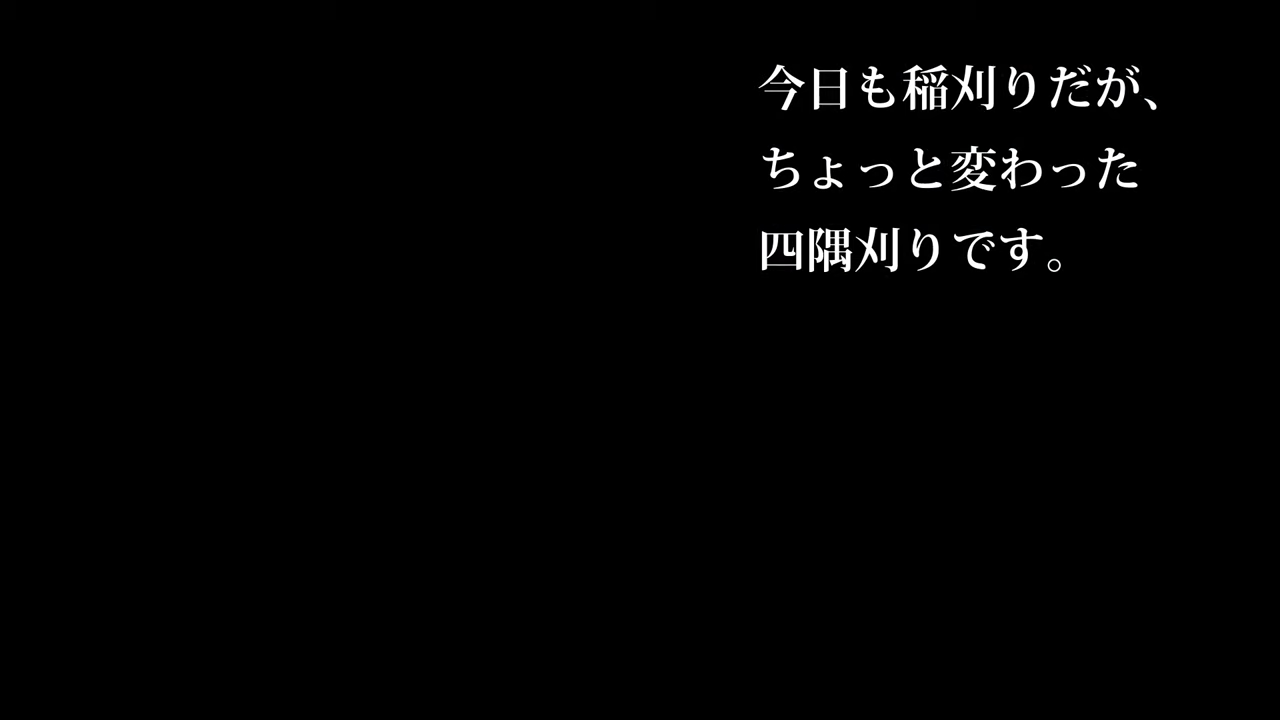 今日も稲刈りだが、
ちょっと変わった
四隅刈りです。